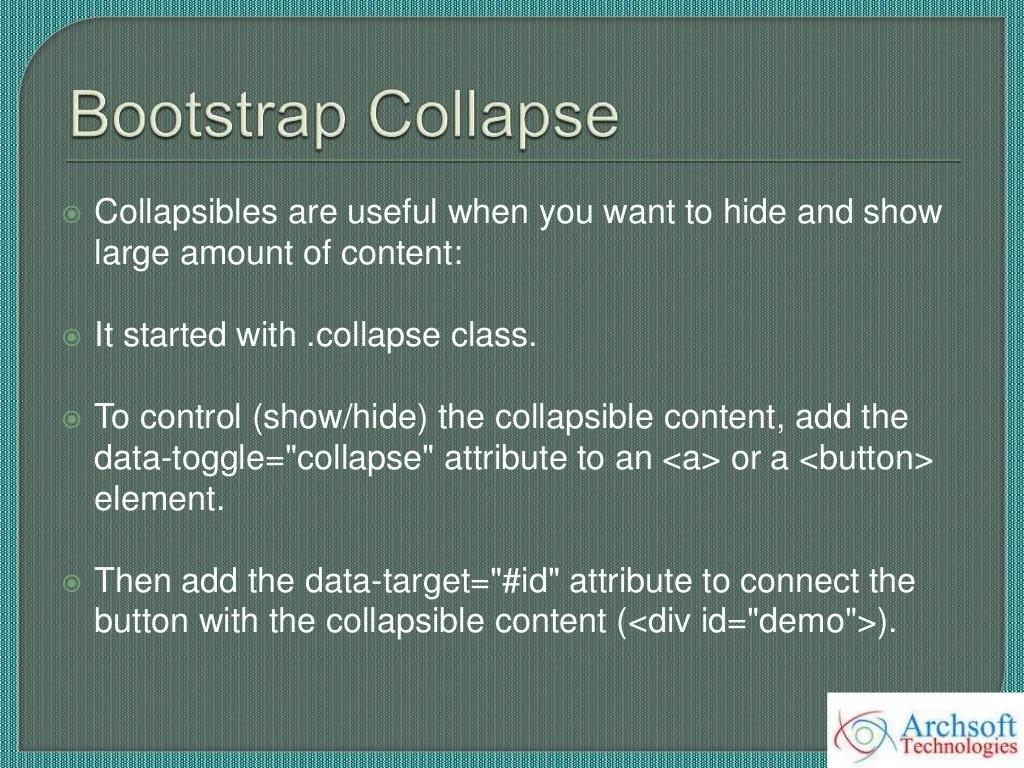 Bootstrap Collapse
Collapsibles are useful when you want to hide and show
large amount of content:
It started with .collapse class.
To control (show/hide) the collapsible content, add the
data-toggle="collapse" attribute to an <a> or a <button>
element.
Then add the data-target="#id" attribute to connect the
button with the collapsible content (<div id="demo">).
Archsoft
Technologies